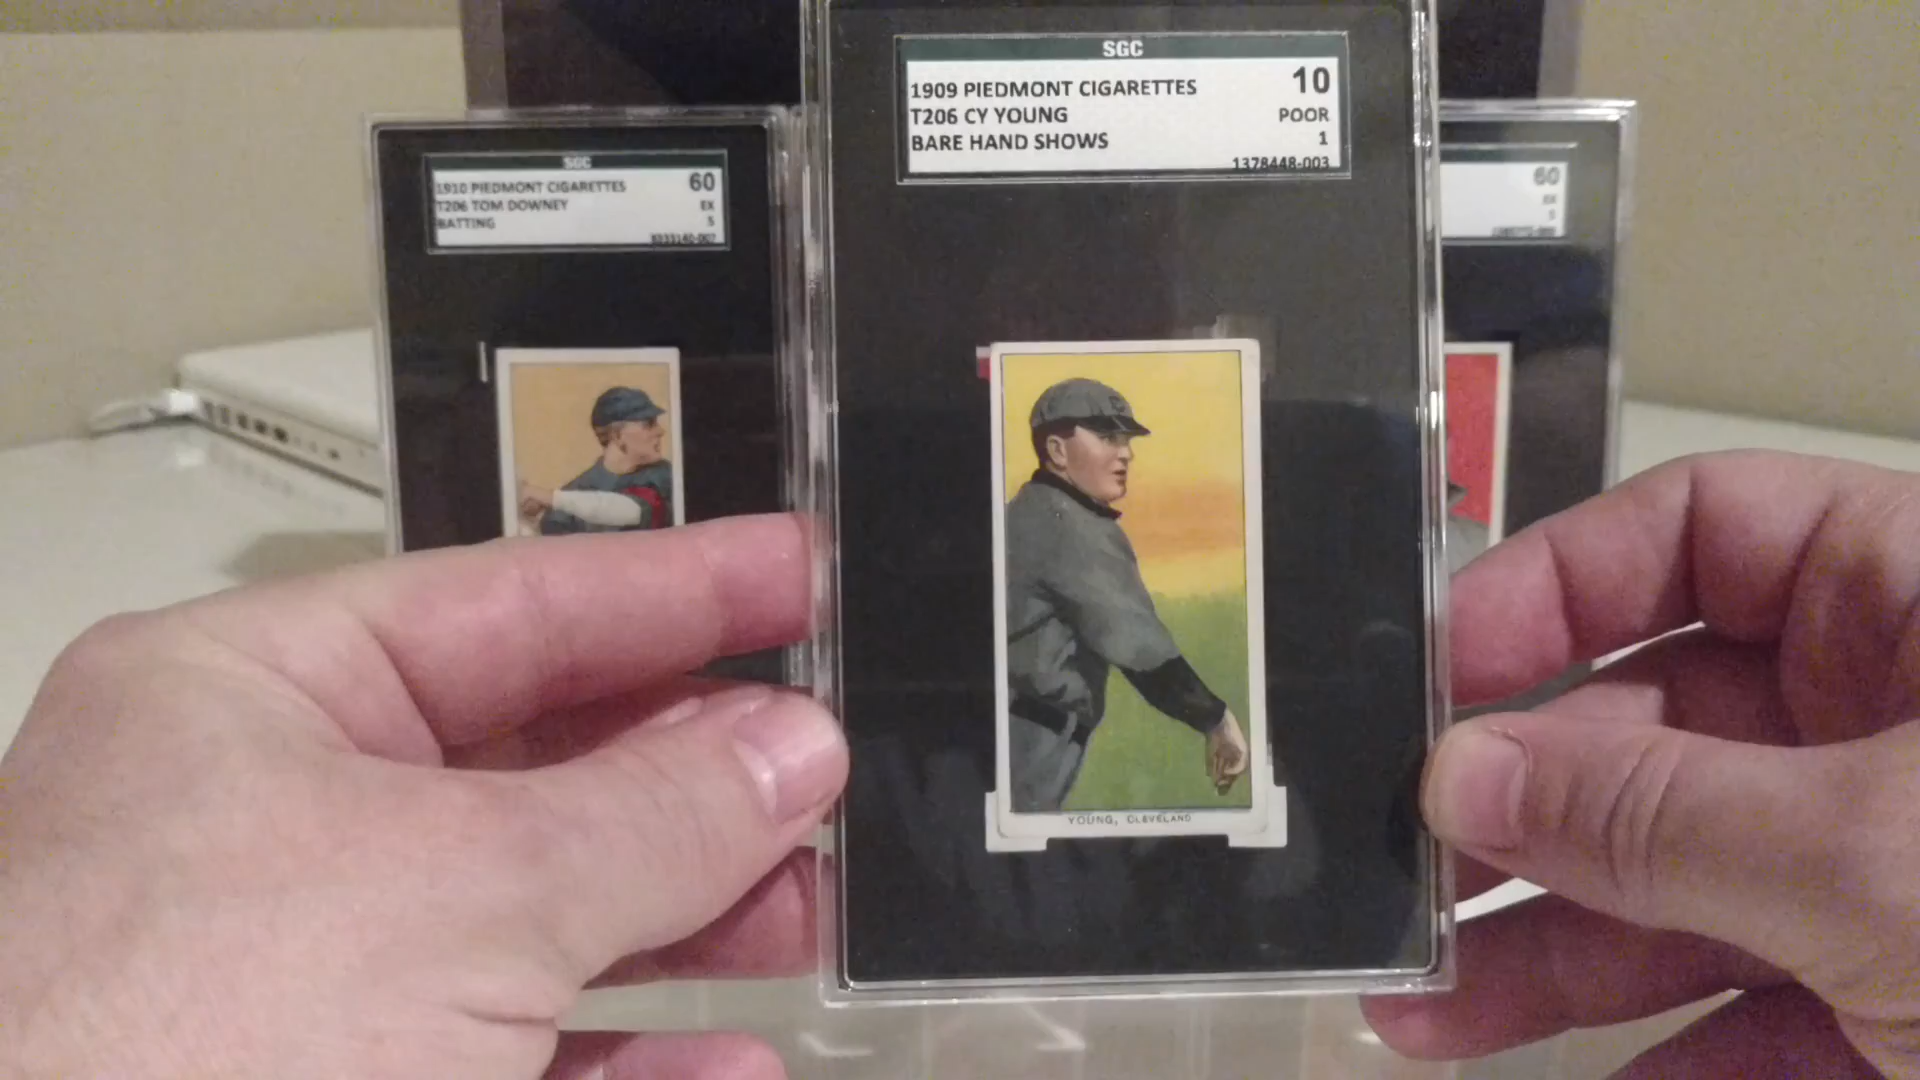 SGC
1909 PIEDMONT CIGARETTES 10
T206 CY YOUNG POOR
BARE HAND SHOWS 1
1378448-003
YOUNG, CLEVELAND
SGC
1910 PIEDMONT CIGARETTES 60
T206 TOM DOWNEY EX
BATTING 5
60
EX
5